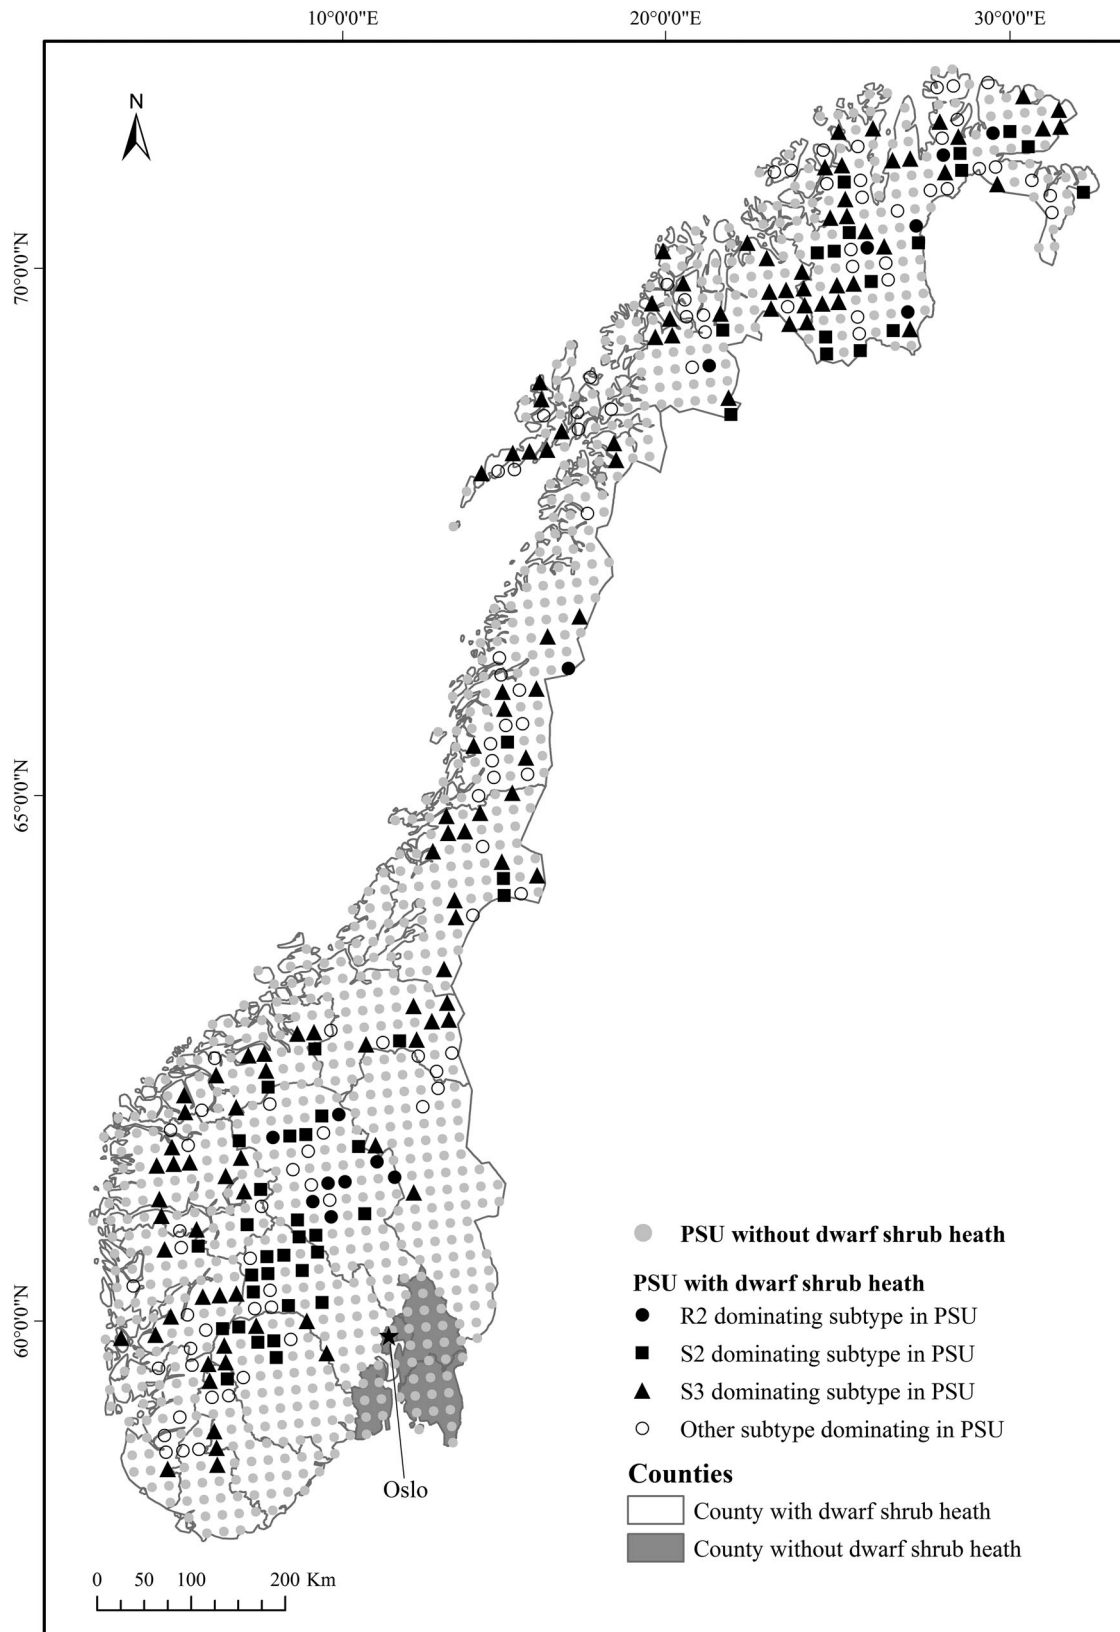 10°0'0"E 20°0'0"E 30°0'0"E
N
70°0'0"N
65°0'0"N
60°0'0"N
PSU without dwarf shrub heath
PSU with dwarf shrub heath
R2 dominating subtype in PSU
S2 dominating subtype in PSU
S3 dominating subtype in PSU
Other subtype dominating in PSU
Counties
Oslo
County with dwarf shrub heath
County without dwarf shrub heath
0 50 100 200 Km